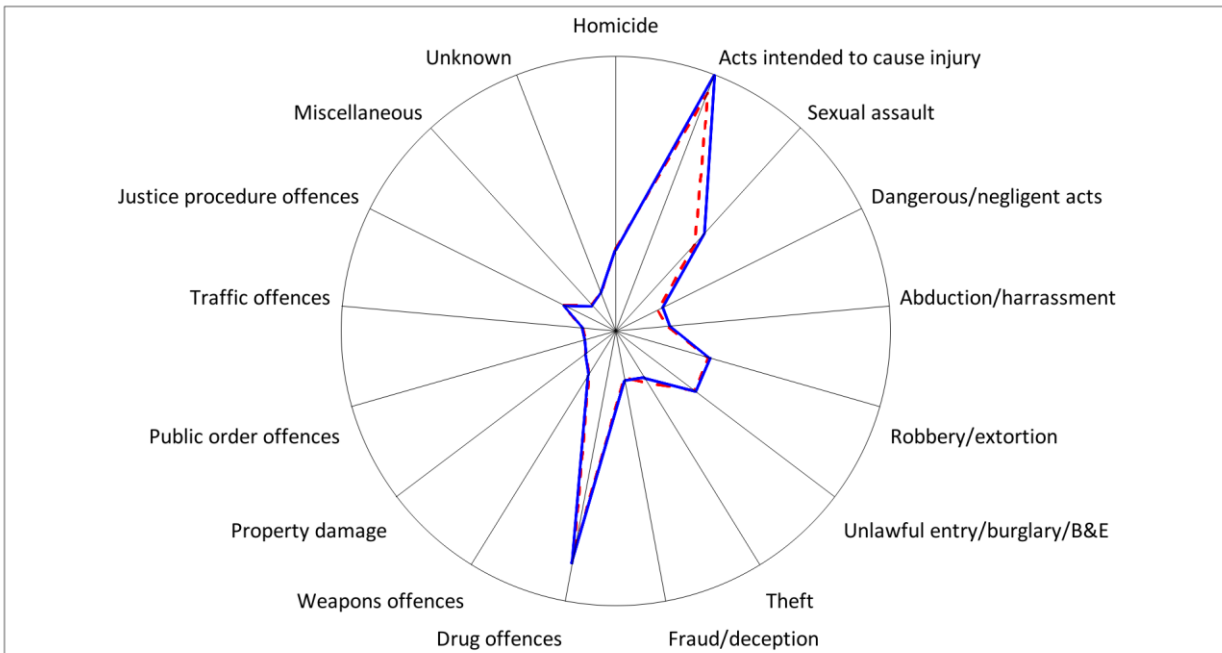 Homicide
Acts intended to cause injury
Sexual assault
Dangerous/negligent acts
Abduction/harrassment
Robbery/extortion
Unlawful entry/burglary/B&E
Theft
Fraud/deception
Drug offences
Weapons offences
Property damage
Public order offences
Traffic offences
Justice procedure offences
Miscellaneous
Unknown